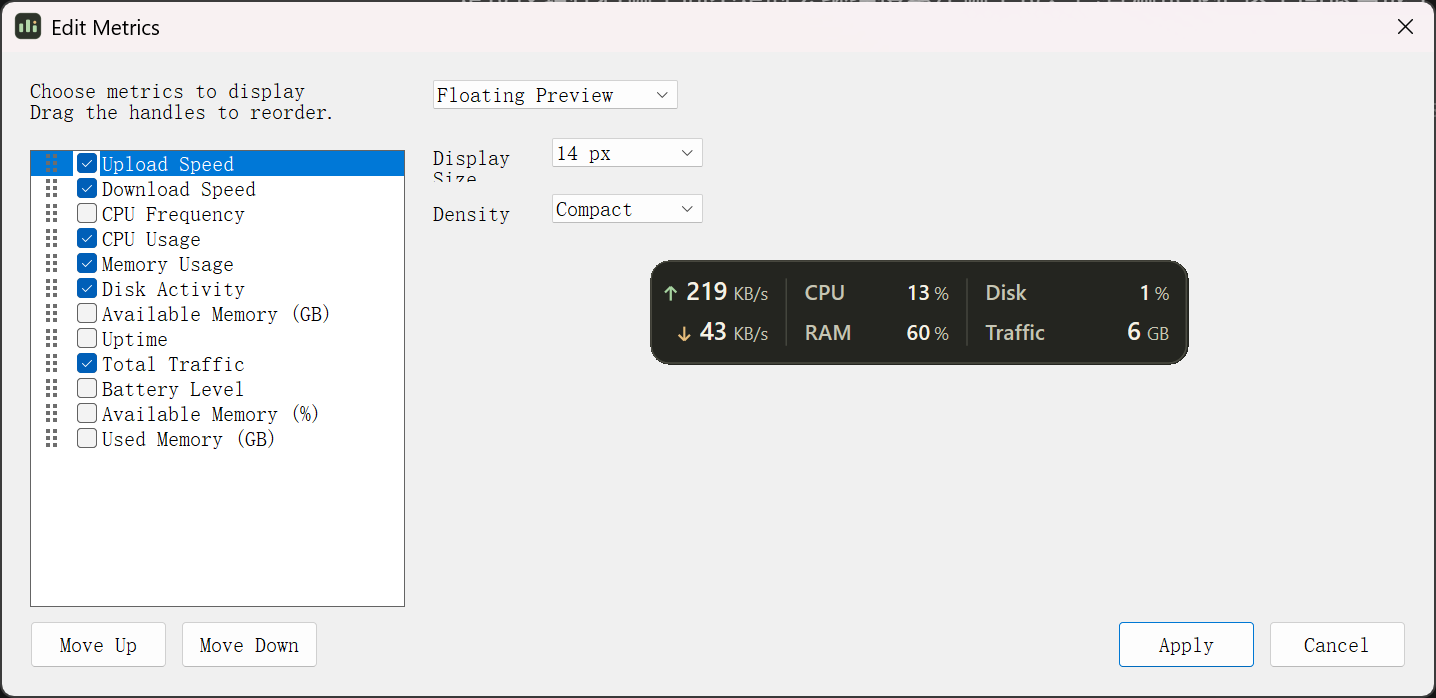 Edit Metrics
Choose metrics to display
Drag the handles to reorder.
Upload Speed
Download Speed
CPU Frequency
CPU Usage
Memory Usage
Disk Activity
Available Memory (GB)
Uptime
Total Traffic
Battery Level
Available Memory (%)
Used Memory (GB)
Move Up
Move Down
Floating Preview
Display
Size
14 px
Density
Compact
↑ 219 KB/s
CPU 13 %
Disk 1 %
↓ 43 KB/s
RAM 60 %
Traffic 6 GB
Apply
Cancel